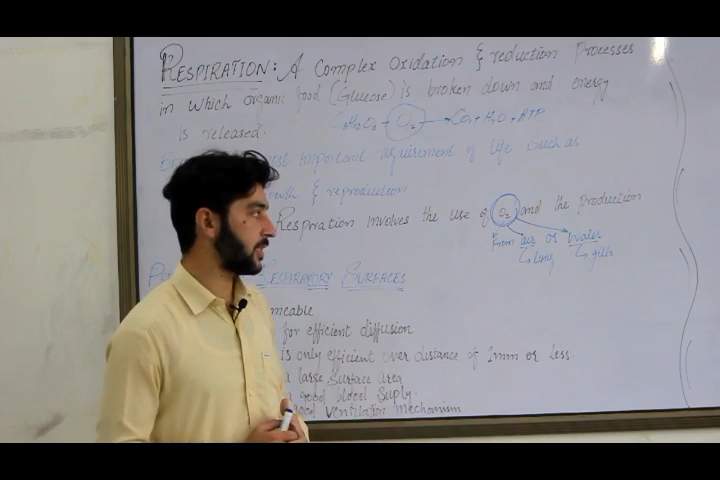 RESPIRATION: A Complex Oxidation & reduction Processes
in which organic food (Glucose) is broken down and energy
is released.
C6H12O6 + O2 → CO2 + H2O + ATP
important requirement of life such as
& reproduction
Respriation involves the use of O2 and the Production
From air or Water
↳ lung ↳ gills
RESPIRATORY SURFACES
for efficient diffusion
is only efficient over distance of 1mm or less.
large surface area
good blood Suply.
Ventilation mechanism